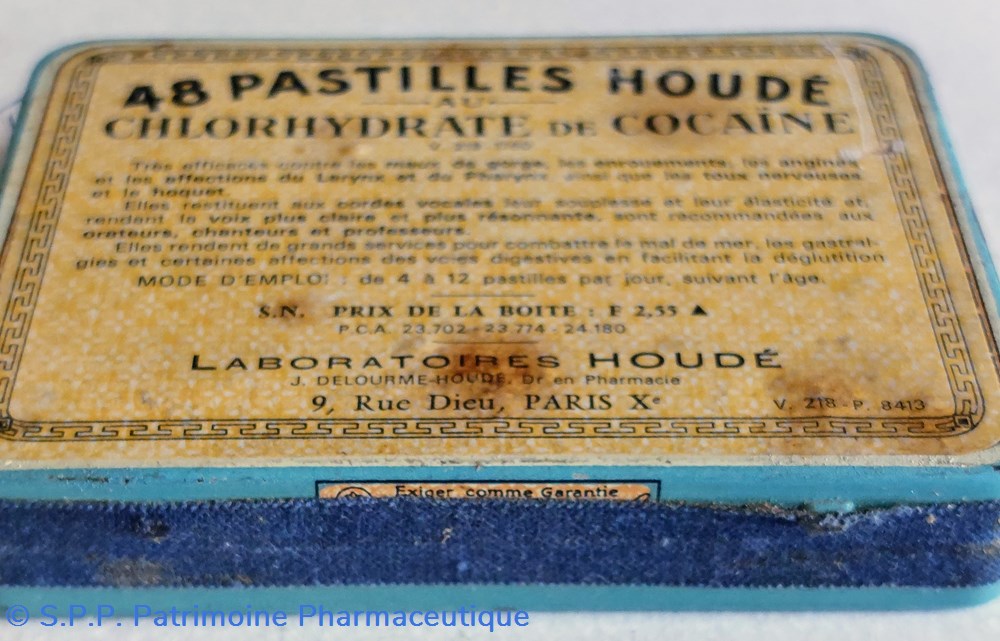 48 PASTILLES HOUDÉ
AU
CHLORHYDRATE DE COCAÏNE
Très efficaces contre les maux de gorge, les enrouements, les angines
et les affections du Larynx et du Pharynx ainsi que les toux nerveuses
et le hoquet.
Elles restituent aux cordes vocales leur souplesse et leur élasticité et,
rendant la voix plus claire et plus résonnante, sont recommandées aux
orateurs, chanteurs et professeurs.
Elles rendent de grands services pour combattre le mal de mer, les gastral-
gies et certaines affections des voies digestives en facilitant la déglutition
MODE D'EMPLOI : de 4 à 12 pastilles par jour, suivant l'âge.
S.N. PRIX DE LA BOITE : F 2,55 ▲
P.C.A. 23.702 - 23.774 - 24.180
LABORATOIRES HOUDÉ
J. DELOURME-HOUDÉ, Dr en Pharmacie
9, Rue Dieu, PARIS Xe
V. 218 - P. 8413
Exiger comme Garantie
© S.P.P. Patrimoine Pharmaceutique